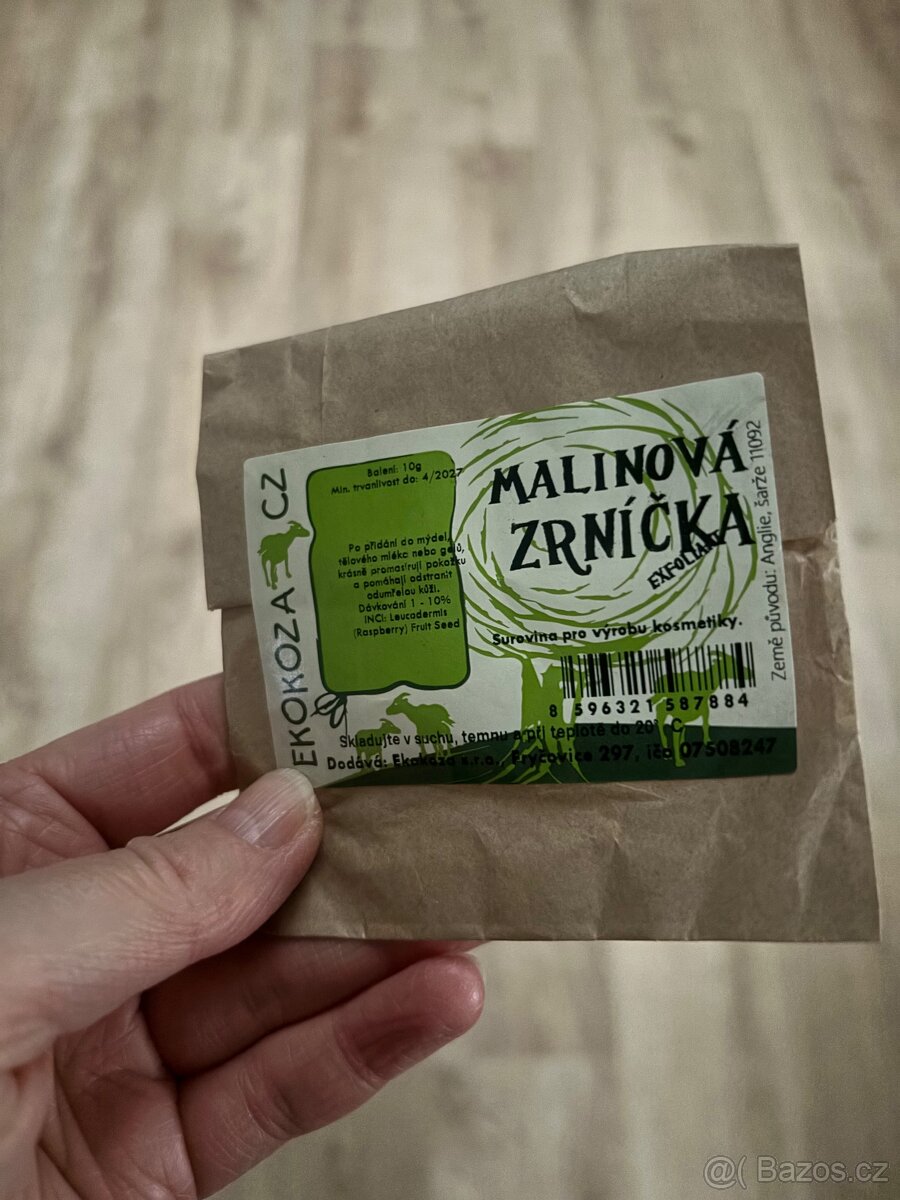 EKOKOZA CZ
Balení: 10g
Min. trvanlivost do: 4/2027
Po přidání do mýdel,
tělového mléka nebo gelů,
krásně promasírují pokožku
a pomáhají odstranit
odumřelou kůži.
Dávkování 1 - 10%
INCI: Leucadermis
(Raspberry) Fruit Seed
MALINOVÁ
ZRNÍČKA
EXFOLIANT
Surovina pro výrobu kosmetiky.
8 596321 587884
Země původu: Anglie, šarže 11092
Skladujte v suchu, temnu a při teplotě do 20° C
Dodává: Ekokoza s.r.o., Fryčovice 297, ičo 07508247
@( Bazos.cz